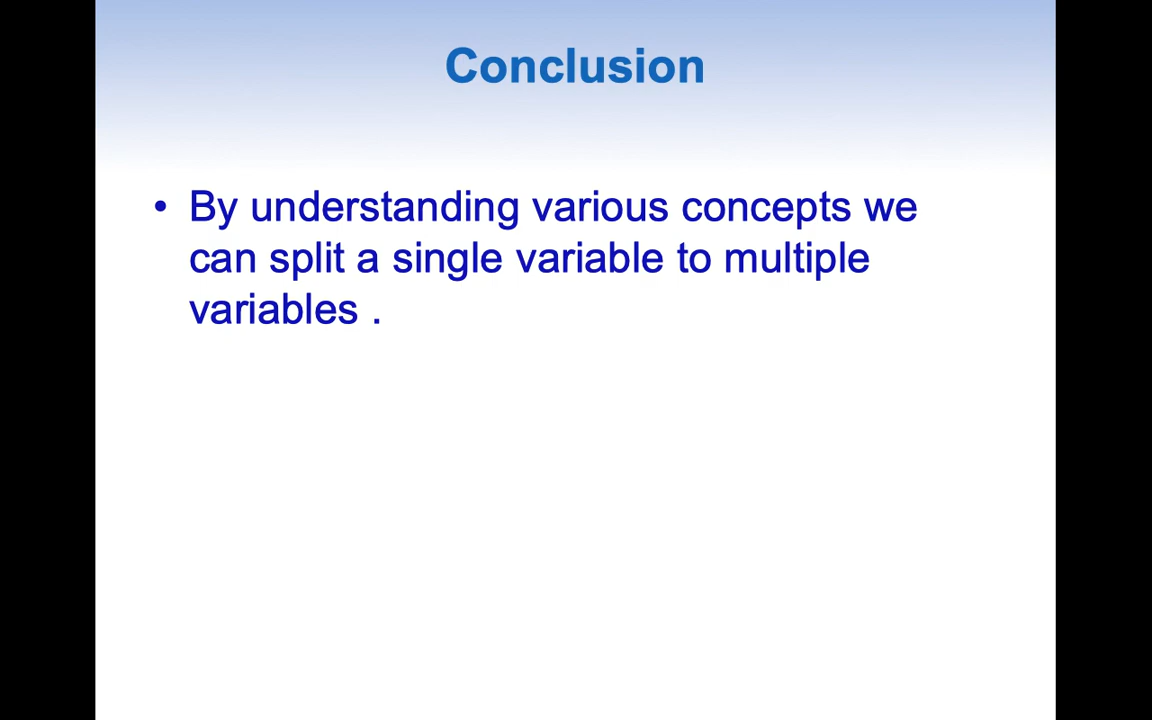 Conclusion
• By understanding various concepts we
can split a single variable to multiple
variables .